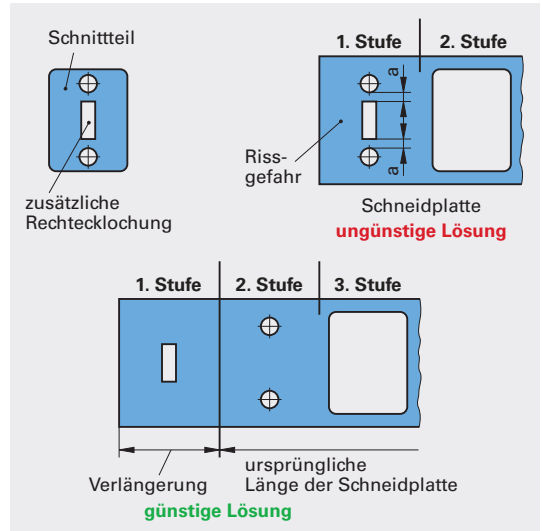 Schnittteil
zusätzliche
Rechtecklochung
1. Stufe
2. Stufe
a
a
Riss-
gefahr
Schneidplatte
ungünstige Lösung
1. Stufe
2. Stufe
3. Stufe
Verlängerung
ursprüngliche
Länge der Schneidplatte
günstige Lösung